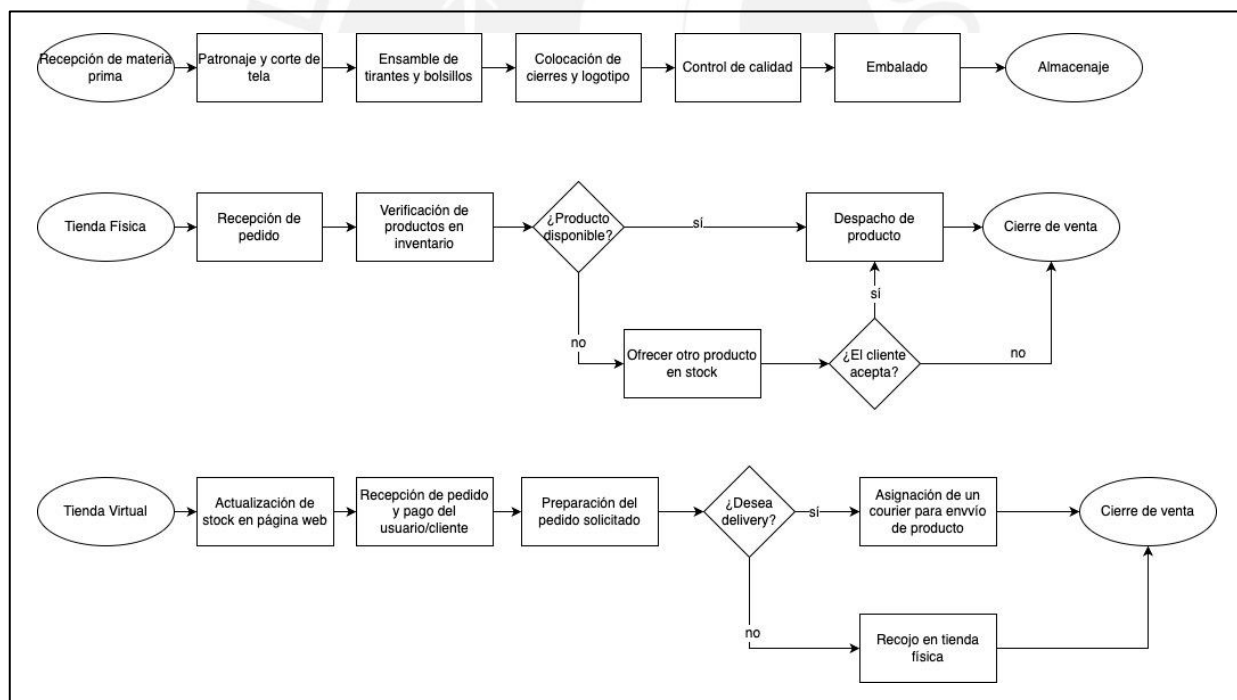 Recepción de materia
prima
Patronaje y corte de
tela
Ensamble de
tirantes y bolsillos
Colocación de
cierres y logotipo
Control de calidad
Embalado
Almacenaje
Tienda Física
Recepción de
pedido
Verificación de
productos en
inventario
¿Producto
disponible?
sí
Despacho de
producto
Cierre de venta
sí
no
Ofrecer otro producto
en stock
¿El cliente
acepta?
no
Tienda Virtual
Actualización de
stock en página web
Recepción de pedido
y pago del
usuario/cliente
Preparación del
pedido solicitado
¿Desea
delivery?
sí
Asignación de un
courier para envvío
de producto
Cierre de venta
no
Recojo en tienda
física